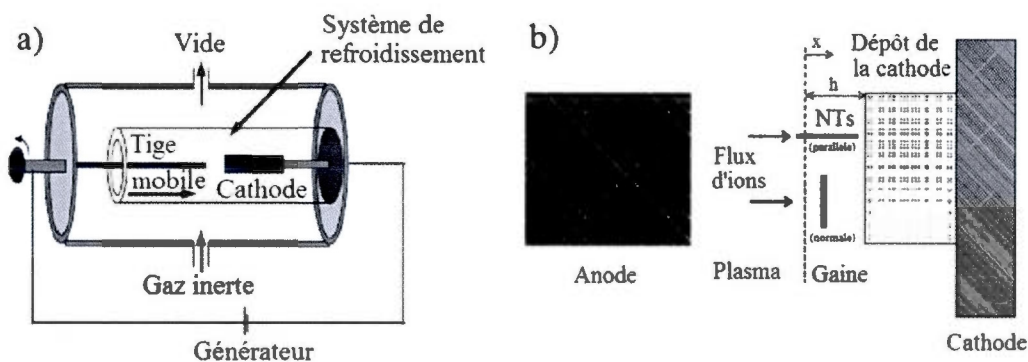 a)
Vide
Système de
refroidissement
Tige
mobile
Cathode
Gaz inerte
Générateur
b)
x
Dépôt de
la cathode
h
NTs
(parallele)
Flux
d'ions
(normale)
Anode
Plasma
Gaine
Cathode